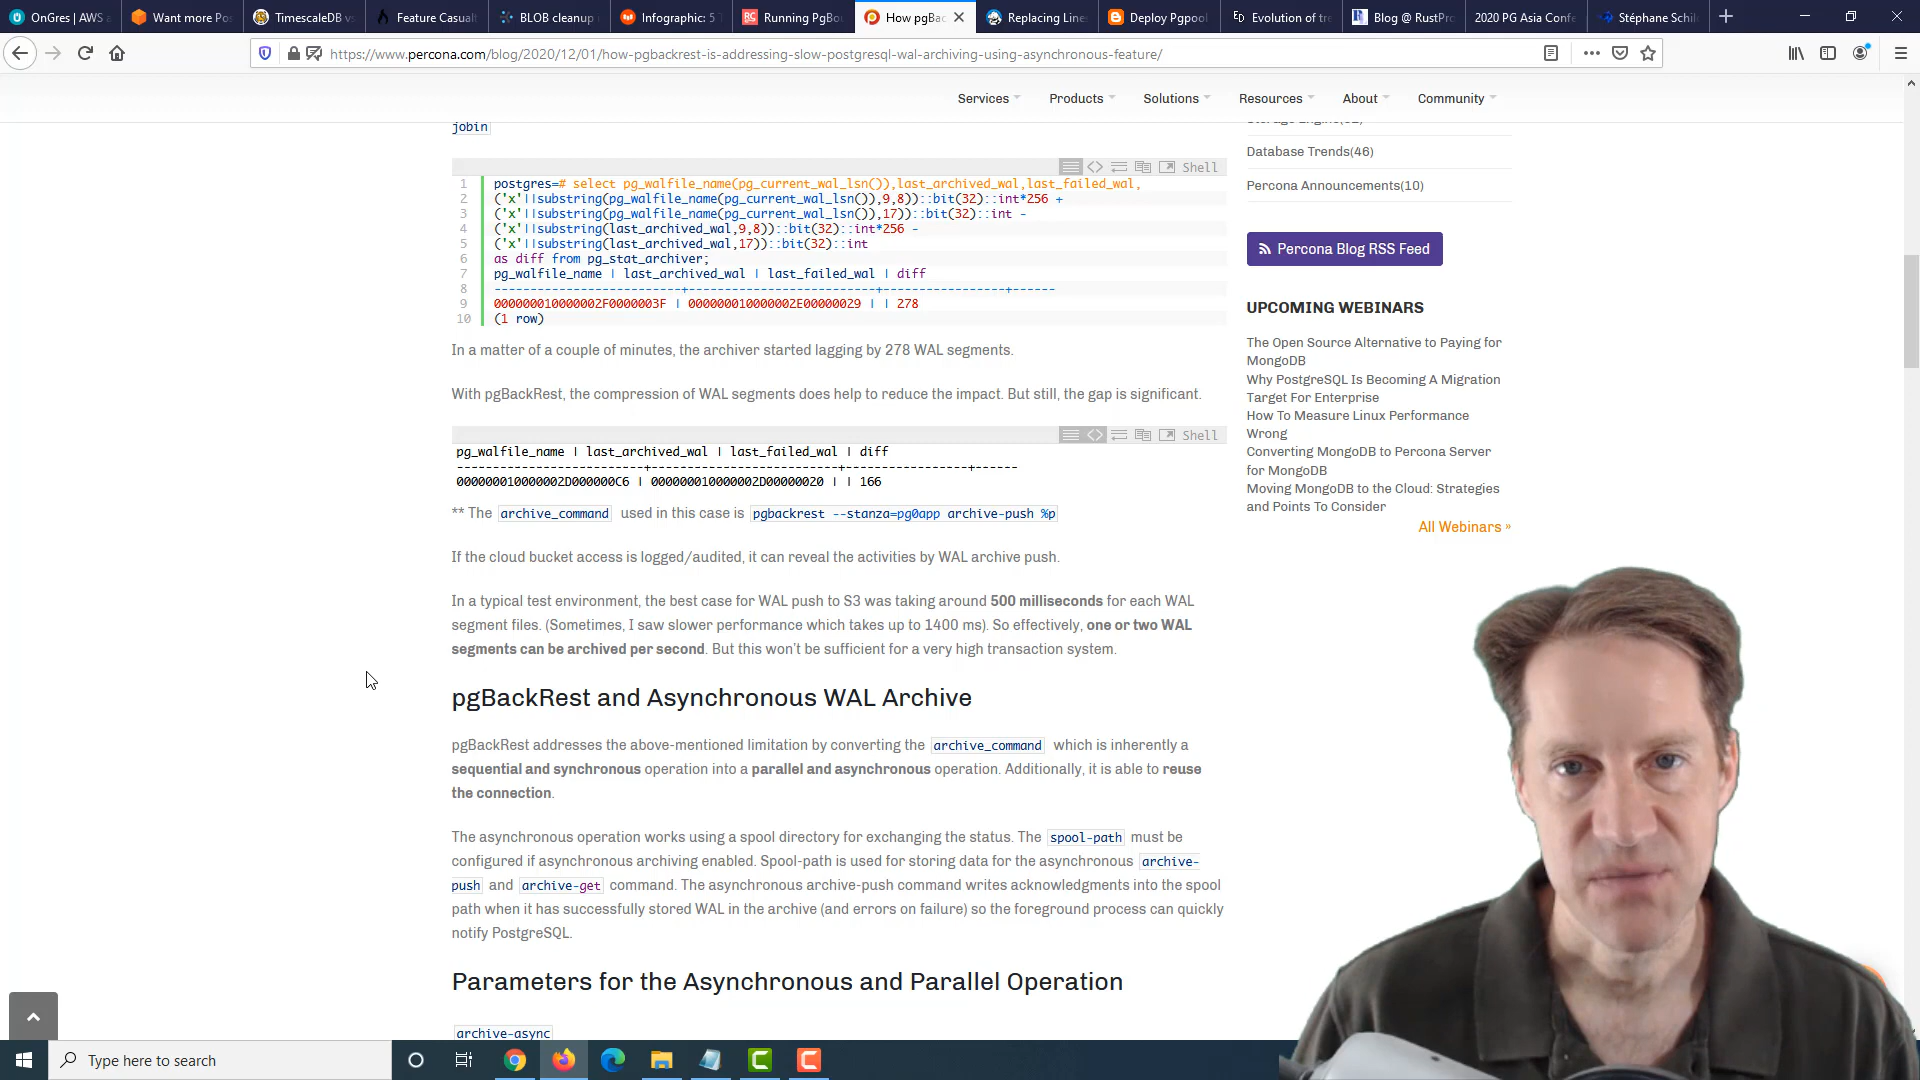 OnGres | AWS a
Want more Pos
TimescaleDB vs
Feature Casualt
BLOB cleanup
Infographic: 5 T
Running PgBou
How pgBac
Replacing Lines
Deploy Pgpool
Evolution of tre
Blog @ RustPro
2020 PG Asia Confe
Stéphane Schil
https://www.percona.com/blog/2020/12/01/how-pgbackrest-is-addressing-slow-postgresql-wal-archiving-using-asynchronous-feature/
Services
Products
Solutions
Resources
About
Community
jobin
Shell
1 postgres=# select pg_walfile_name(pg_current_wal_lsn()),last_archived_wal,last_failed_wal,
2 ('x'||substring(pg_walfile_name(pg_current_wal_lsn()),9,8))::bit(32)::int*256 +
3 ('x'||substring(pg_walfile_name(pg_current_wal_lsn()),17))::bit(32)::int -
4 ('x'||substring(last_archived_wal,9,8))::bit(32)::int*256 -
5 ('x'||substring(last_archived_wal,17))::bit(32)::int
6 as diff from pg_stat_archiver;
7 pg_walfile_name | last_archived_wal | last_failed_wal | diff
8 --------------------------+--------------------------+-----------------+------
9 000000010000002F0000003F | 000000010000002E00000029 | | 278
10 (1 row)
In a matter of a couple of minutes, the archiver started lagging by 278 WAL segments.
With pgBackRest, the compression of WAL segments does help to reduce the impact. But still, the gap is significant.
Shell
pg_walfile_name | last_archived_wal | last_failed_wal | diff
--------------------------+--------------------------+-----------------+------
000000010000002D000000C6 | 000000010000002D00000020 | | 166
** The archive_command used in this case is pgbackrest --stanza=pg0app archive-push %p
If the cloud bucket access is logged/audited, it can reveal the activities by WAL archive push.
In a typical test environment, the best case for WAL push to S3 was taking around 500 milliseconds for each WAL
segment files. (Sometimes, I saw slower performance which takes up to 1400 ms). So effectively, one or two WAL
segments can be archived per second. But this won't be sufficient for a very high transaction system.
pgBackRest and Asynchronous WAL Archive
pgBackRest addresses the above-mentioned limitation by converting the archive_command which is inherently a
sequential and synchronous operation into a parallel and asynchronous operation. Additionally, it is able to reuse
the connection.
The asynchronous operation works using a spool directory for exchanging the status. The spool-path must be
configured if asynchronous archiving enabled. Spool-path is used for storing data for the asynchronous archive-
push and archive-get command. The asynchronous archive-push command writes acknowledgments into the spool
path when it has successfully stored WAL in the archive (and errors on failure) so the foreground process can quickly
notify PostgreSQL.
Parameters for the Asynchronous and Parallel Operation
archive-async
Database Trends(46)
Percona Announcements(10)
Percona Blog RSS Feed
UPCOMING WEBINARS
The Open Source Alternative to Paying for
MongoDB
Why PostgreSQL Is Becoming A Migration
Target For Enterprise
How To Measure Linux Performance
Wrong
Converting MongoDB to Percona Server
for MongoDB
Moving MongoDB to the Cloud: Strategies
and Points To Consider
All Webinars »
Type here to search